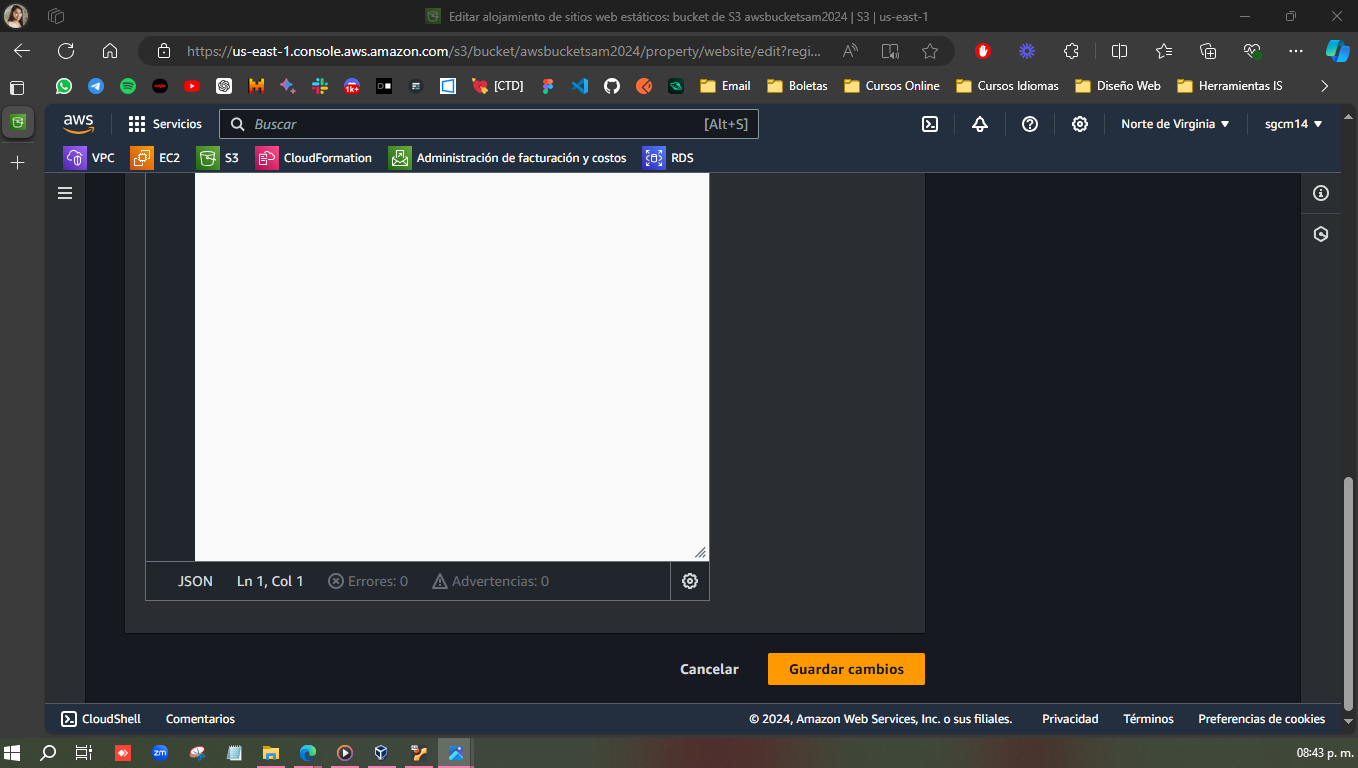 Editar alojamiento de sitios web estáticos: bucket de S3 awsbucketsam2024 | S3 | us-east-1
https://us-east-1.console.aws.amazon.com/s3/bucket/awsbucketsam2024/property/website/edit?regi...
1k+
[CTD]
Email
Boletas
Cursos Online
Cursos Idiomas
Diseño Web
Herramientas IS
aws
Servicios
Buscar
[Alt+S]
Norte de Virginia
sgcm14
VPC
EC2
S3
CloudFormation
Administración de facturación y costos
RDS
JSON
Ln 1, Col 1
Errores: 0
Advertencias: 0
Cancelar
Guardar cambios
CloudShell
Comentarios
© 2024, Amazon Web Services, Inc. o sus filiales.
Privacidad
Términos
Preferencias de cookies
zm
08:43 p. m.